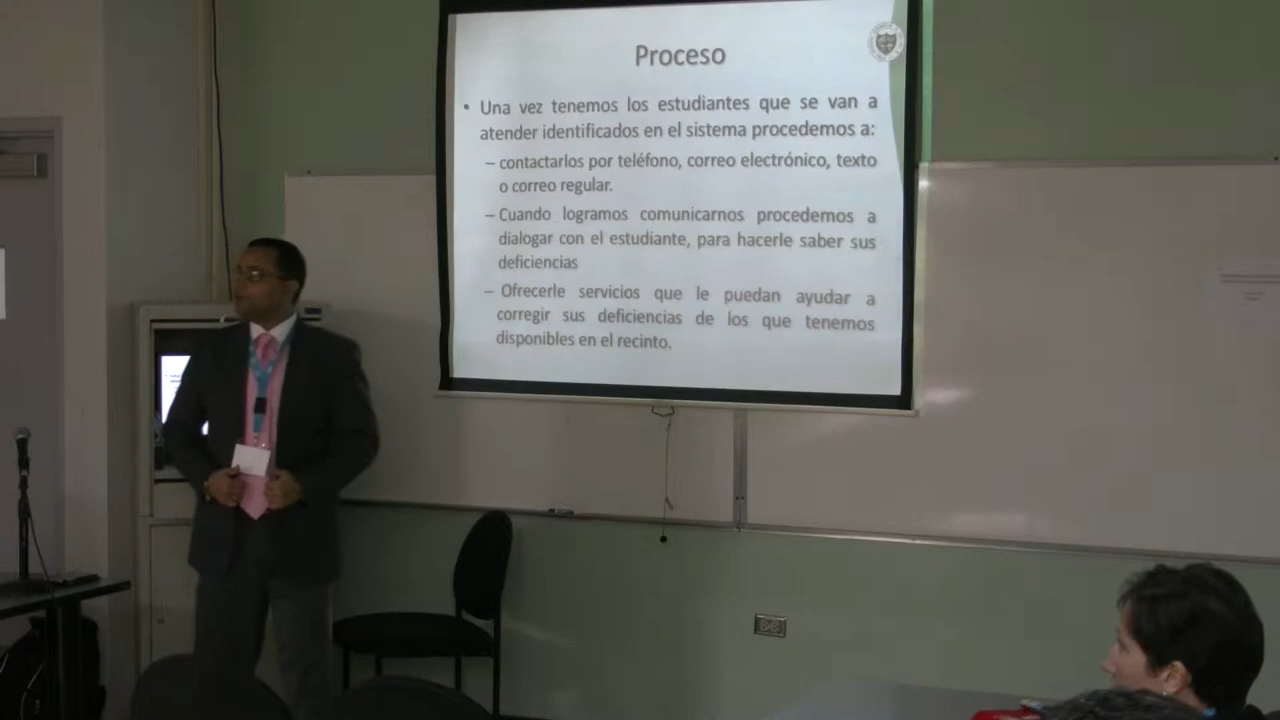 Proceso
• Una vez tenemos los estudiantes que se van a
atender identificados en el sistema procedemos a:
– contactarlos por teléfono, correo electrónico, texto
o correo regular.
– Cuando logramos comunicarnos procedemos a
dialogar con el estudiante, para hacerle saber sus
deficiencias
– Ofrecerle servicios que le puedan ayudar a
corregir sus deficiencias de los que tenemos
disponibles en el recinto.